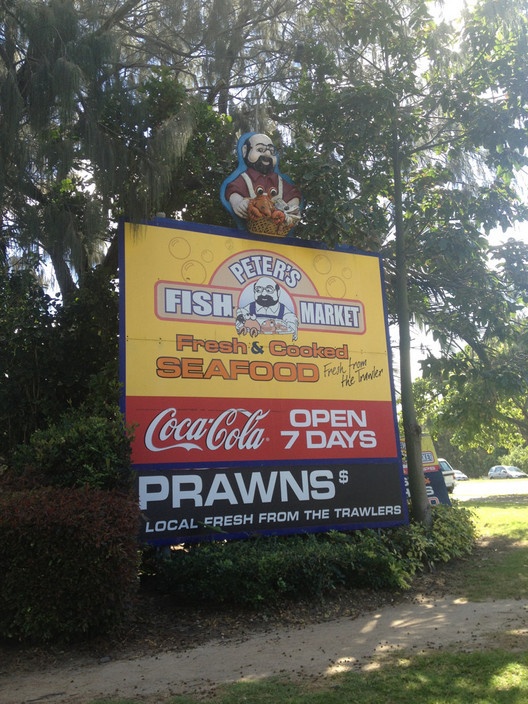 PETER'S
FISH MARKET
Fresh & Cooked
SEAFOOD
Fresh from
the trawler
Coca-Cola
OPEN
7 DAYS
PRAWNS $
LOCAL FRESH FROM THE TRAWLERS